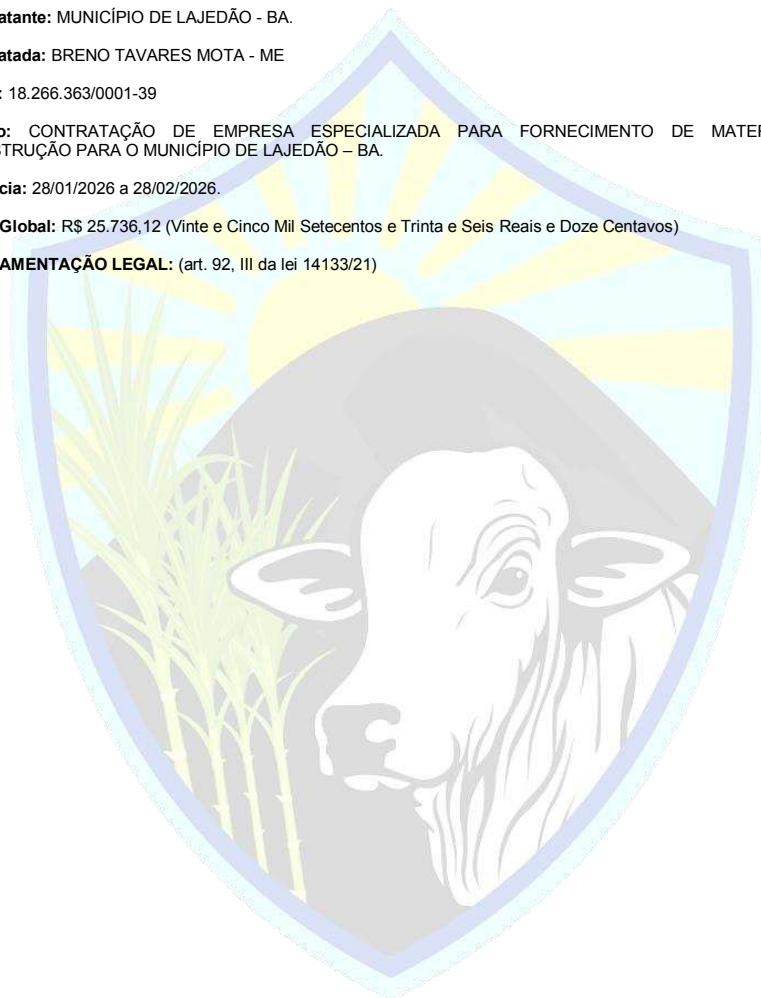 atante: MUNICÍPIO DE LAJEDÃO - BA.
atada: BRENO TAVARES MOTA - ME
: 18.266.363/0001-39
o: CONTRATAÇÃO DE EMPRESA ESPECIALIZADA PARA FORNECIMENTO DE MATER
STRUÇÃO PARA O MUNICÍPIO DE LAJEDÃO – BA.
cia: 28/01/2026 a 28/02/2026.
Global: R$ 25.736,12 (Vinte e Cinco Mil Setecentos e Trinta e Seis Reais e Doze Centavos)
AMENTAÇÃO LEGAL: (art. 92, III da lei 14133/21)